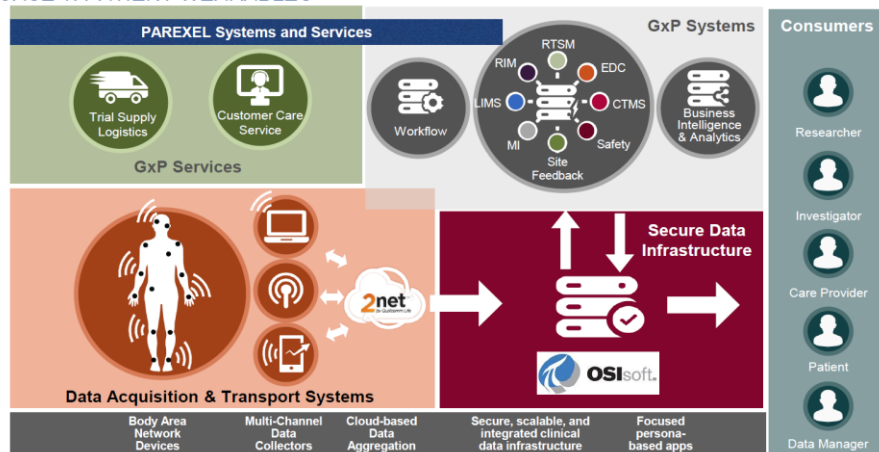 PAREXEL Systems and Services
GxP Systems
Consumers
Trial Supply
Logistics
Customer Care
Service
GxP Services
Workflow
RTSM
RIM
EDC
LIMS
CTMS
MI
Safety
Site
Feedback
Business
Intelligence
& Analytics
Researcher
Investigator
Care Provider
Patient
Data Manager
2net
Data Acquisition & Transport Systems
Secure Data
Infrastructure
OSIsoft.
Body Area
Network
Devices
Multi-Channel
Data
Collectors
Cloud-based
Data
Aggregation
Secure, scalable, and
integrated clinical
data infrastructure
Focused
persona-
based apps